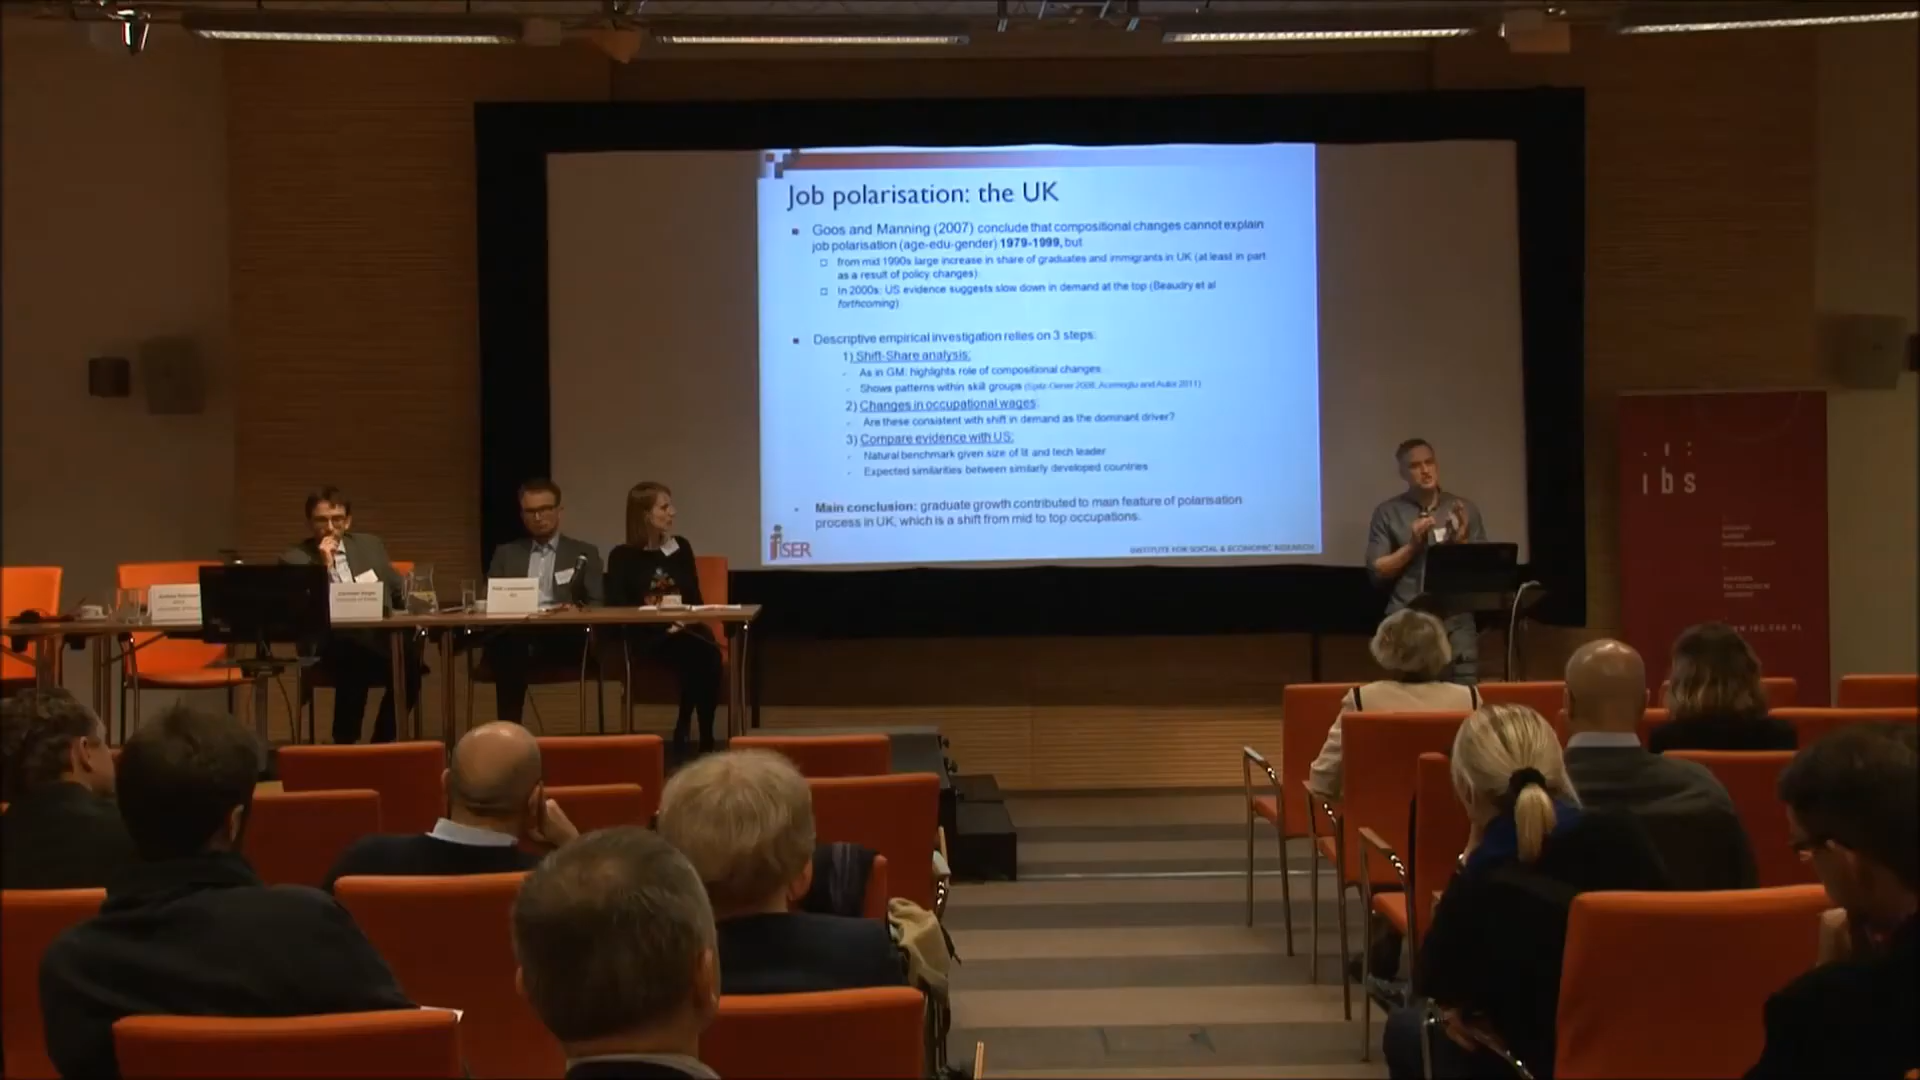 Job polarisation: the UK
Goos and Manning (2007) conclude that compositional changes cannot explain
job polarisation (age-edu-gender) 1979-1999, but
from mid 1990s large increase in share of graduates and immigrants in UK (at least in part
as a result of policy changes)
In 2000s: US evidence suggests slow down in demand at the top (Beaudry et al
forthcoming)
Descriptive empirical investigation relies on 3 steps:
1) Shift-Share analysis:
- As in GM: highlights role of compositional changes
- Shows patterns within skill groups (Spitz-Oener 2006, Acemoglu and Autor 2011)
2) Changes in occupational wages:
- Are these consistent with shift in demand as the dominant driver?
3) Compare evidence with US:
- Natural benchmark given size of lit and tech leader
- Expected similarities between similarly developed countries
Main conclusion: graduate growth contributed to main feature of polarisation
process in UK, which is a shift from mid to top occupations.
ISER
INSTITUTE FOR SOCIAL & ECONOMIC RESEARCH
ibs